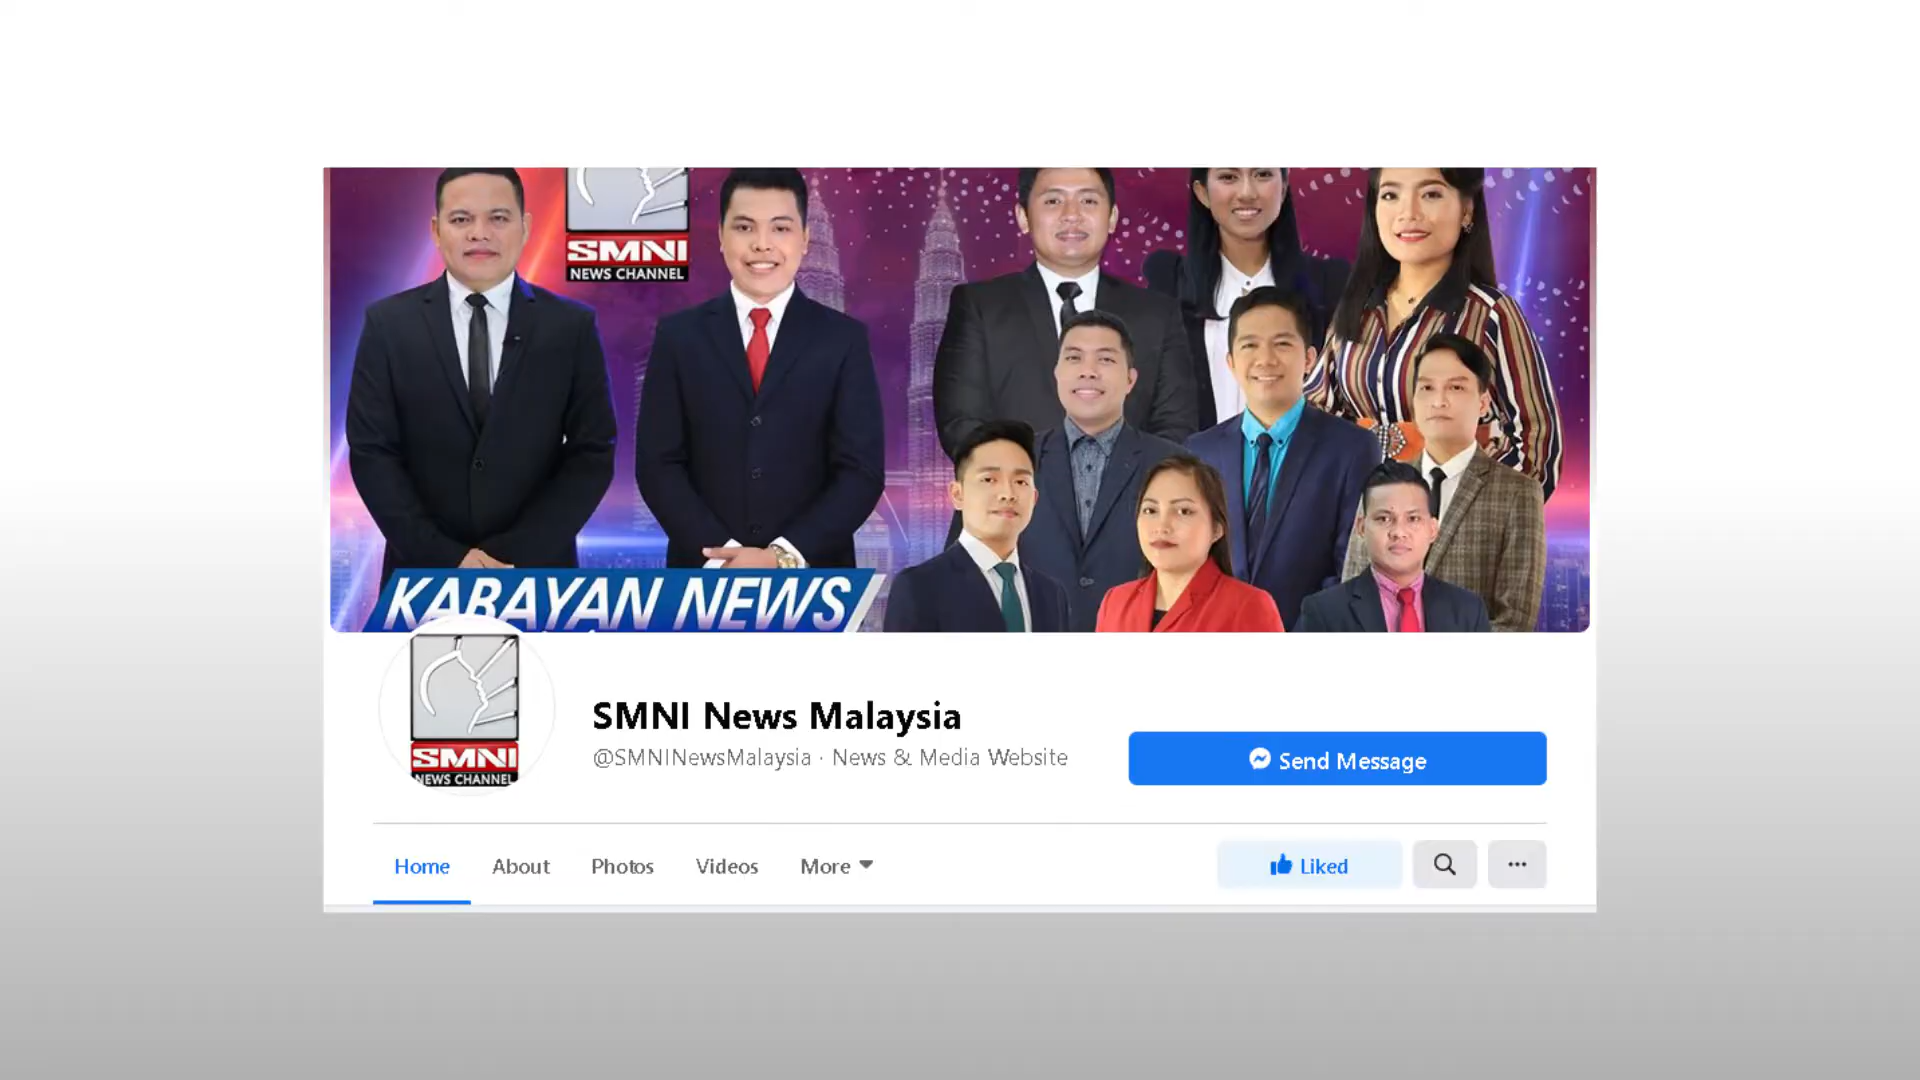 SMNI
NEWS CHANNEL
KABAYAN NEWS
SMNI
NEWS CHANNEL
SMNI News Malaysia
@SMNINewsMalaysia · News & Media Website
Send Message
Home About Photos Videos More
Liked